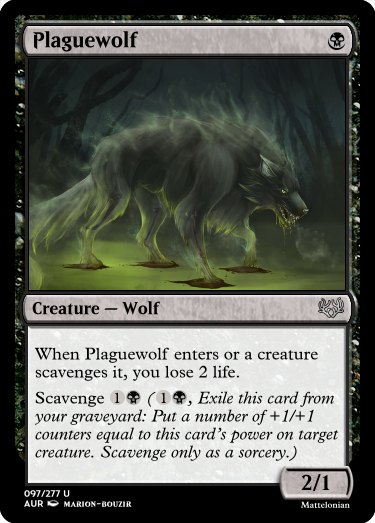 Plaguewolf
Creature — Wolf
When Plaguewolf enters or a creature
scavenges it, you lose 2 life.
Scavenge 1 ( 1 , Exile this card from
your graveyard: Put a number of +1/+1
counters equal to this card's power on target
creature. Scavenge only as a sorcery.)
2/1
097/277 U
AUR MARION-BOUZIR
Mattelonian